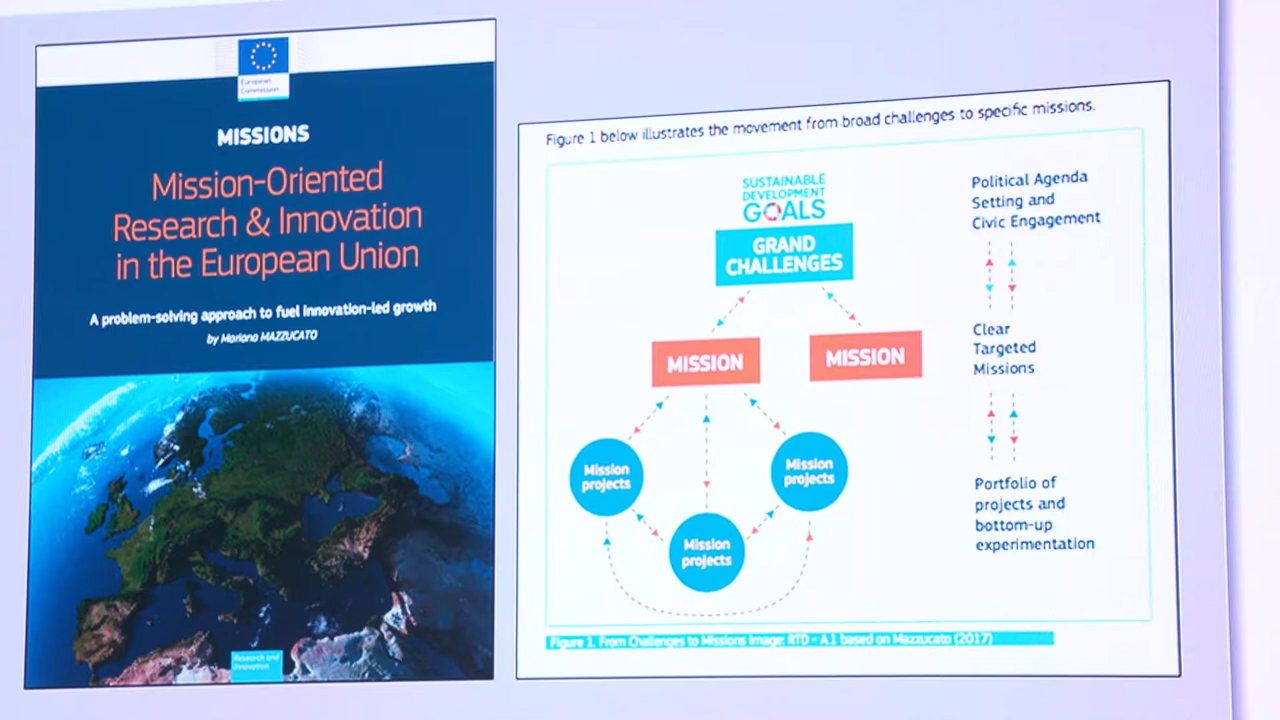 European
Commission
MISSIONS
Mission-Oriented
Research & Innovation
in the European Union
A problem-solving approach to fuel innovation-led growth
by Mariana MAZZUCATO
Research and
Innovation
Figure 1 below illustrates the movement from broad challenges to specific missions.
SUSTAINABLE
DEVELOPMENT
GOALS
GRAND
CHALLENGES
MISSION
MISSION
Mission
projects
Mission
projects
Mission
projects
Political Agenda
Setting and
Civic Engagement
Clear
Targeted
Missions
Portfolio of
projects and
bottom-up
experimentation
Figure 1. From Challenges to Missions Image: RTD - A.1 based on Mazzucato (2017)